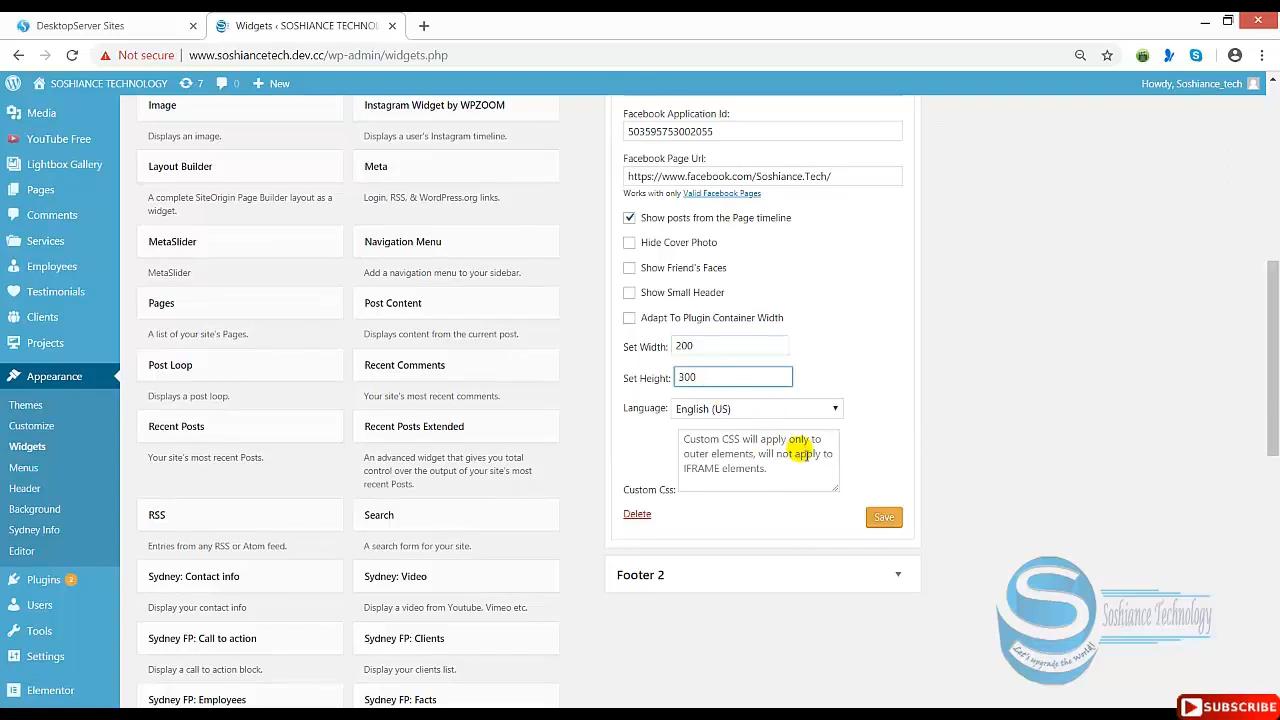 DesktopServer Sites
Widgets ‹ SOSHIANCE TECHNO
Not secure
www.soshiancetech.dev.cc/wp-admin/widgets.php
SOSHIANCE TECHNOLOGY
7
0
New
Howdy, Soshiance_tech
Media
YouTube Free
Lightbox Gallery
Pages
Comments
Services
Employees
Testimonials
Clients
Projects
Appearance
Themes
Customize
Widgets
Menus
Header
Background
Sydney Info
Editor
Plugins 2
Users
Tools
Settings
Elementor
Image
Displays an image.
Instagram Widget by WPZOOM
Displays a user's Instagram timeline.
Layout Builder
A complete SiteOrigin Page Builder layout as a
widget.
Meta
Login, RSS, & WordPress.org links.
MetaSlider
MetaSlider
Navigation Menu
Add a navigation menu to your sidebar.
Pages
A list of your site's Pages.
Post Content
Displays content from the current post.
Post Loop
Displays a post loop.
Recent Comments
Your site's most recent comments.
Recent Posts
Your site's most recent Posts.
Recent Posts Extended
An advanced widget that gives you total
control over the output of your site's most
recent Posts.
RSS
Entries from any RSS or Atom feed.
Search
A search form for your site.
Sydney: Contact info
Display your contact info
Sydney: Video
Display a video from Youtube. Vimeo etc.
Sydney FP: Call to action
Display a call to action block.
Sydney FP: Clients
Display your clients list.
Sydney FP: Employees
Sydney FP: Facts
Facebook Application Id:
503595753002055
Facebook Page Url:
https://www.facebook.com/Soshiance.Tech/
Works with only Valid Facebook Pages
Show posts from the Page timeline
Hide Cover Photo
Show Friend's Faces
Show Small Header
Adapt To Plugin Container Width
Set Width: 200
Set Height: 300
Language: English (US)
Custom CSS will apply only to
outer elements, will not apply to
IFRAME elements.
Custom Css:
Delete
Save
Footer 2
S
Soshiance Technology
Let's upgrade the World!
SUBSCRIBE